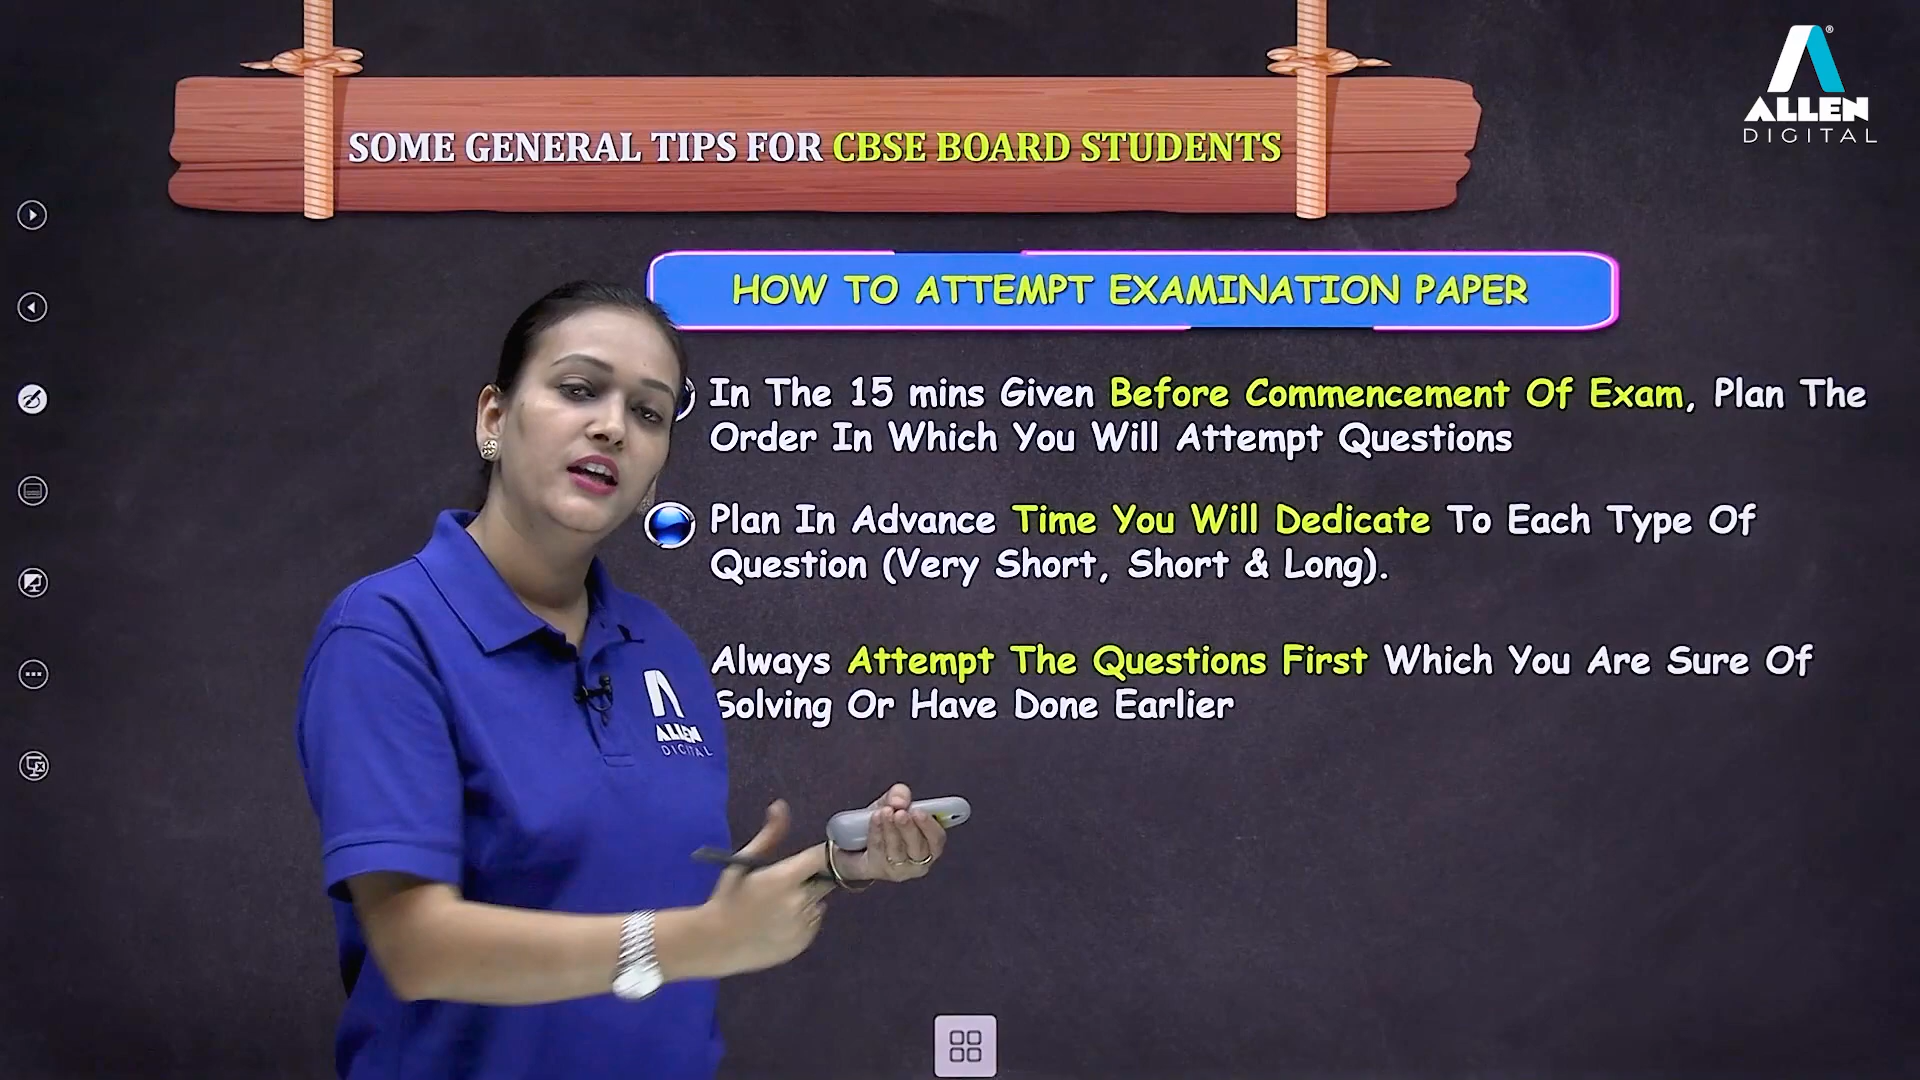 ALLEN
DIGITAL
SOME GENERAL TIPS FOR CBSE BOARD STUDENTS
HOW TO ATTEMPT EXAMINATION PAPER
In The 15 mins Given Before Commencement Of Exam, Plan The
Order In Which You Will Attempt Questions
Plan In Advance Time You Will Dedicate To Each Type Of
Question (Very Short, Short & Long).
Always Attempt The Questions First Which You Are Sure Of
Solving Or Have Done Earlier
ALLEN
DIGITAL